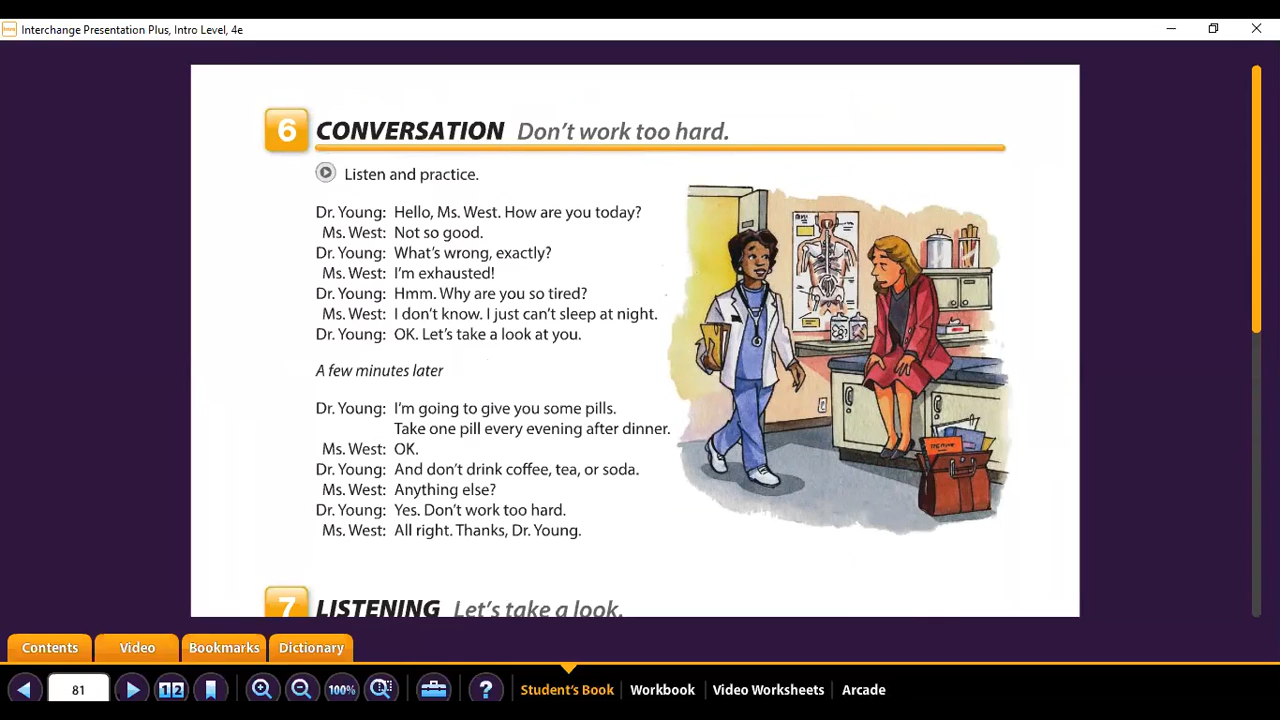 Interchange Presentation Plus, Intro Level, 4e
6 CONVERSATION Don't work too hard.
Listen and practice.
Dr. Young: Hello, Ms. West. How are you today?
Ms. West: Not so good.
Dr. Young: What's wrong, exactly?
Ms. West: I'm exhausted!
Dr. Young: Hmm. Why are you so tired?
Ms. West: I don't know. I just can't sleep at night.
Dr. Young: OK. Let's take a look at you.
A few minutes later
Dr. Young: I'm going to give you some pills.
Take one pill every evening after dinner.
Ms. West: OK.
Dr. Young: And don't drink coffee, tea, or soda.
Ms. West: Anything else?
Dr. Young: Yes. Don't work too hard.
Ms. West: All right. Thanks, Dr. Young.
7 LISTENING Let's take a look.
Contents Video Bookmarks Dictionary
81 12 100% ? Student's Book Workbook Video Worksheets Arcade